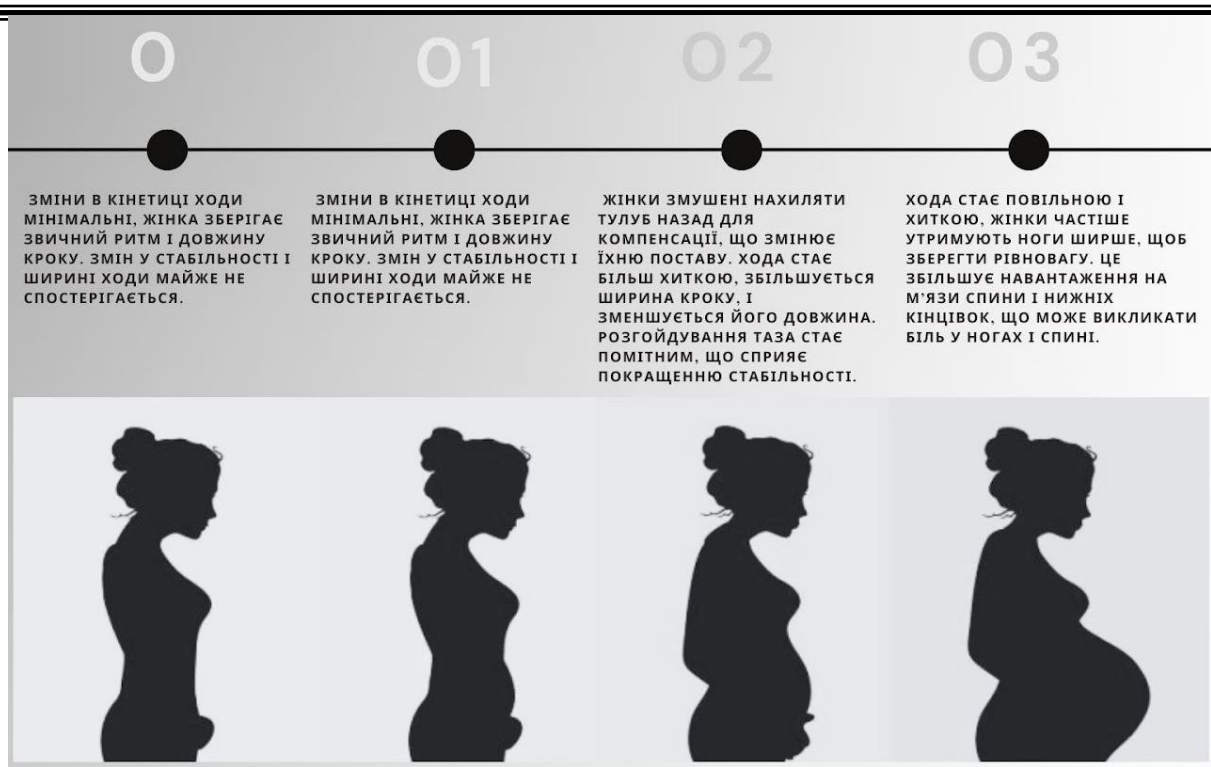 0
01
02
03
ЗМІНИ В КІНЕТИЦІ ХОДИ
МІНІМАЛЬНІ, ЖІНКА ЗБЕРІГАЄ
ЗВИЧНИЙ РИТМ І ДОВЖИНУ
КРОКУ. ЗМІН У СТАБІЛЬНОСТІ І
ШИРИНІ ХОДИ МАЙЖЕ НЕ
СПОСТЕРІГАЄТЬСЯ.
ЗМІНИ В КІНЕТИЦІ ХОДИ
МІНІМАЛЬНІ, ЖІНКА ЗБЕРІГАЄ
ЗВИЧНИЙ РИТМ І ДОВЖИНУ
КРОКУ. ЗМІН У СТАБІЛЬНОСТІ І
ШИРИНІ ХОДИ МАЙЖЕ НЕ
СПОСТЕРІГАЄТЬСЯ.
ЖІНКИ ЗМУШЕНІ НАХИЛЯТИ
ТУЛУБ НАЗАД ДЛЯ
КОМПЕНСАЦІЇ, ЩО ЗМІНЮЄ
ЇХНЮ ПОСТАВУ. ХОДА СТАЄ
БІЛЬШ ХИТКОЮ, ЗБІЛЬШУЄТЬСЯ
ШИРИНА КРОКУ, І
ЗМЕНШУЄТЬСЯ ЙОГО ДОВЖИНА.
РОЗГОЙДУВАННЯ ТАЗА СТАЄ
ПОМІТНИМ, ЩО СПРИЯЄ
ПОКРАЩЕННЮ СТАБІЛЬНОСТІ.
ХОДА СТАЄ ПОВІЛЬНОЮ І
ХИТКОЮ, ЖІНКИ ЧАСТІШЕ
УТРИМУЮТЬ НОГИ ШИРШЕ, ЩОБ
ЗБЕРЕГТИ РІВНОВАГУ. ЦЕ
ЗБІЛЬШУЄ НАВАНТАЖЕННЯ НА
М'ЯЗИ СПИНИ І НИЖНІХ
КІНЦІВОК, ЩО МОЖЕ ВИКЛИКАТИ
БІЛЬ У НОГАХ І СПИНІ.